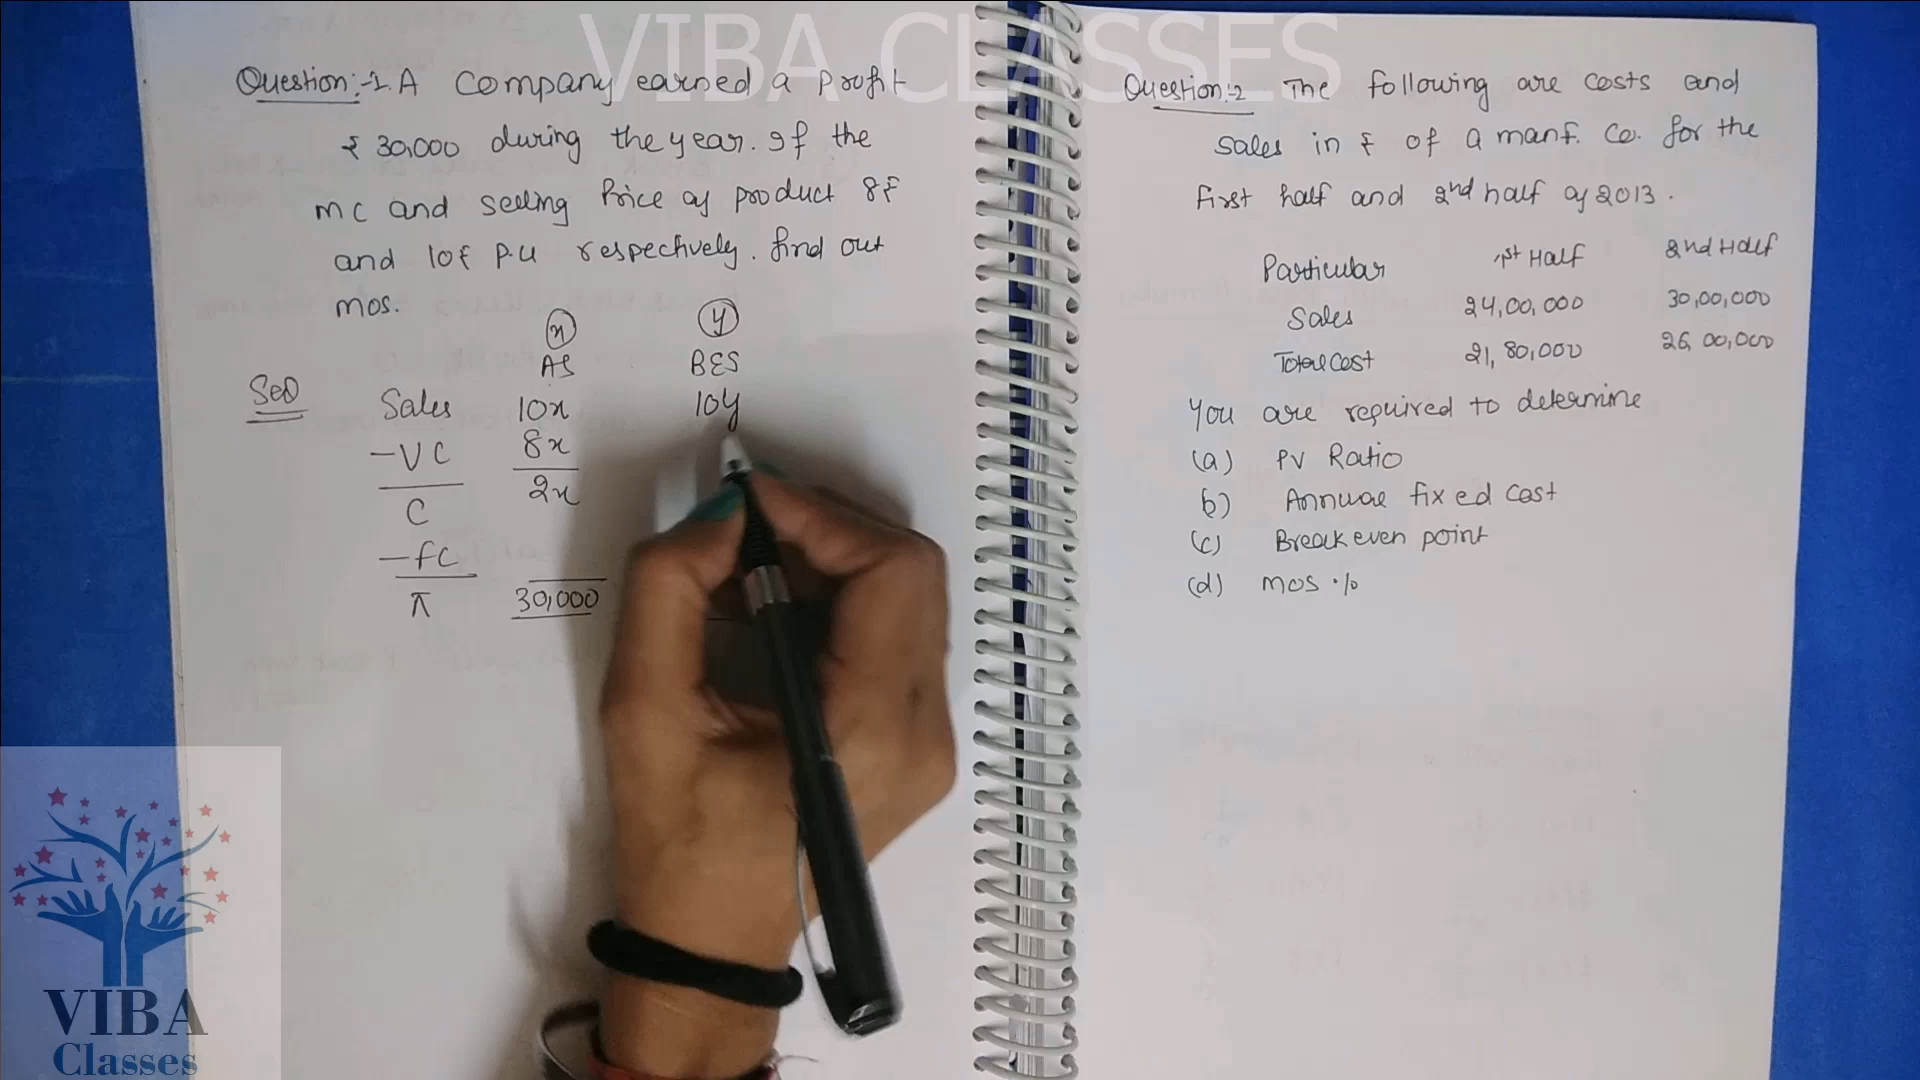 VIBA CLASSES
Question:-1. A Company earned a Profit
₹ 30,000 during the year. If the
mc and selling Price of product 8₹
and 10₹ P.U respectively. find out
mos.
x y
AS BES
Sales 10x 10y
-VC 8x
C 2x
-FC
π 30,000
Question:-2 The following are costs and
Sales in ₹ of a manf. Co. for the
first half and 2nd half of 2013.
Particular 1st Half 2nd Half
Sales 24,00,000 30,00,000
Total Cost 21,80,000 26,00,000
You are required to determine
(a) PV Ratio
b) Annual fixed Cost
(c) Break even point
(d) mos %
VIBA
Classes